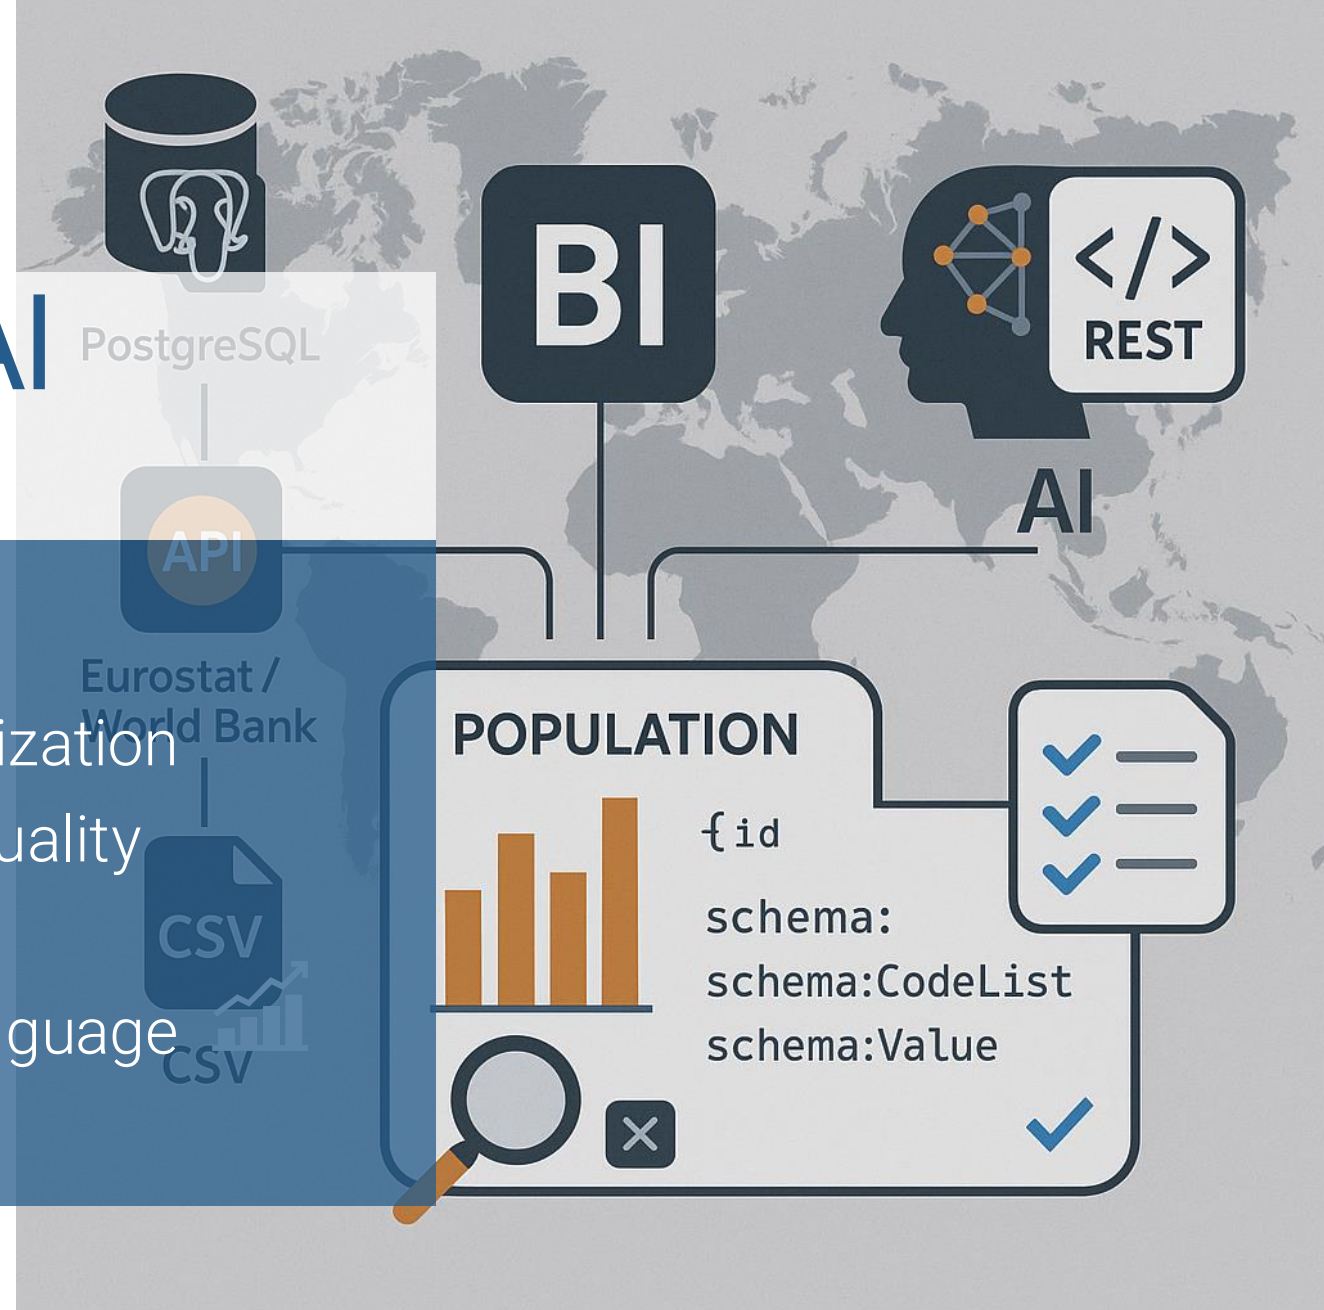 AI
PostgreSQL
BI
</>
REST
AI
API
Eurostat /
World Bank
ization
uality
CSV
guage
CSV
POPULATION
{id
schema:
schema:CodeList
schema:Value